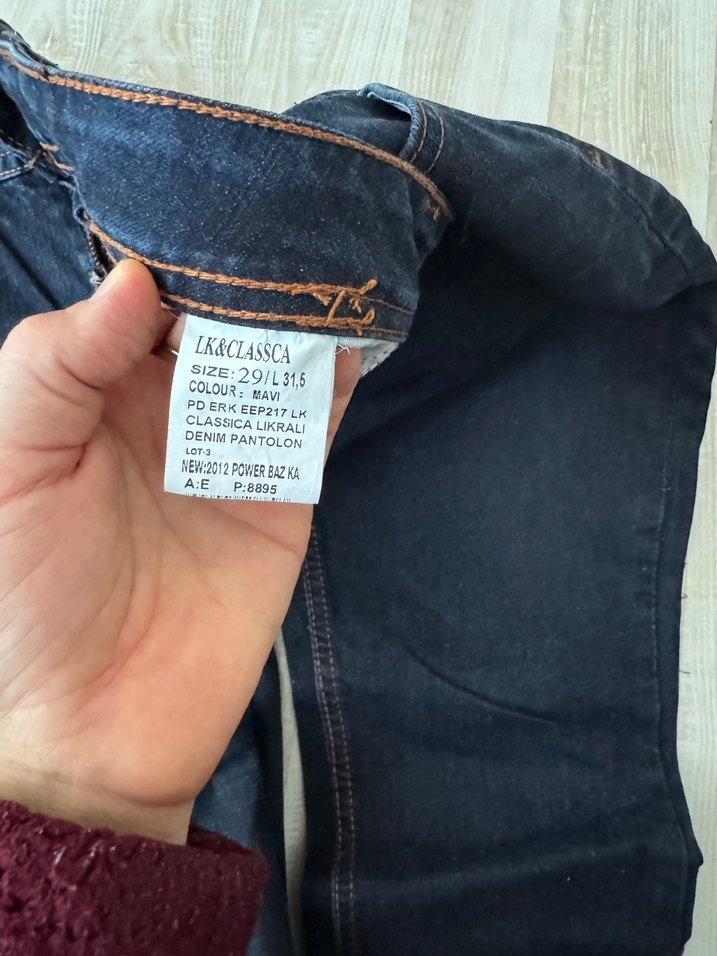 LK&CLASSCA
SIZE: 29/L 31,5
COLOUR: MAVI
PD ERK EEP217 LK
CLASSICA LIKRALI
DENIM PANTOLON
LOT-3
NEW:2012 POWER BAZ KA
A:E P:8895